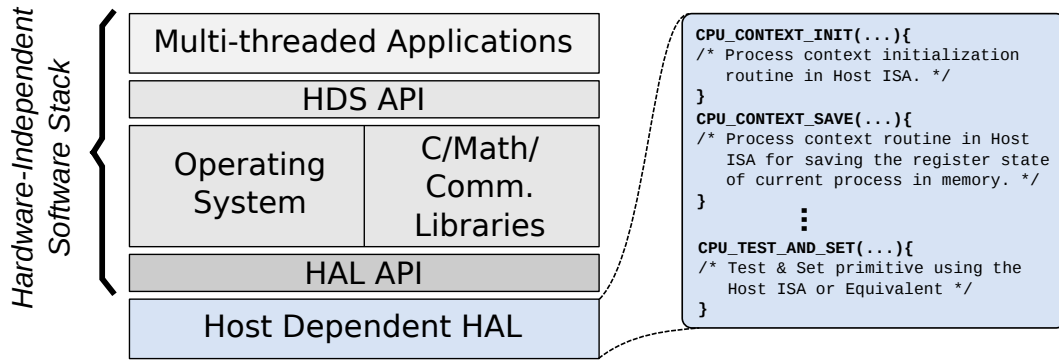 Hardware-Independent
Software Stack
Multi-threaded Applications
HDS API
Operating
System
C/Math/
Comm.
Libraries
HAL API
Host Dependent HAL
CPU_CONTEXT_INIT(...){
/* Process context initialization
routine in Host ISA. */
}
CPU_CONTEXT_SAVE(...){
/* Process context routine in Host
ISA for saving the register state
of current process in memory. */
}
⋮
CPU_TEST_AND_SET(...){
/* Test & Set primitive using the
Host ISA or Equivalent */
}